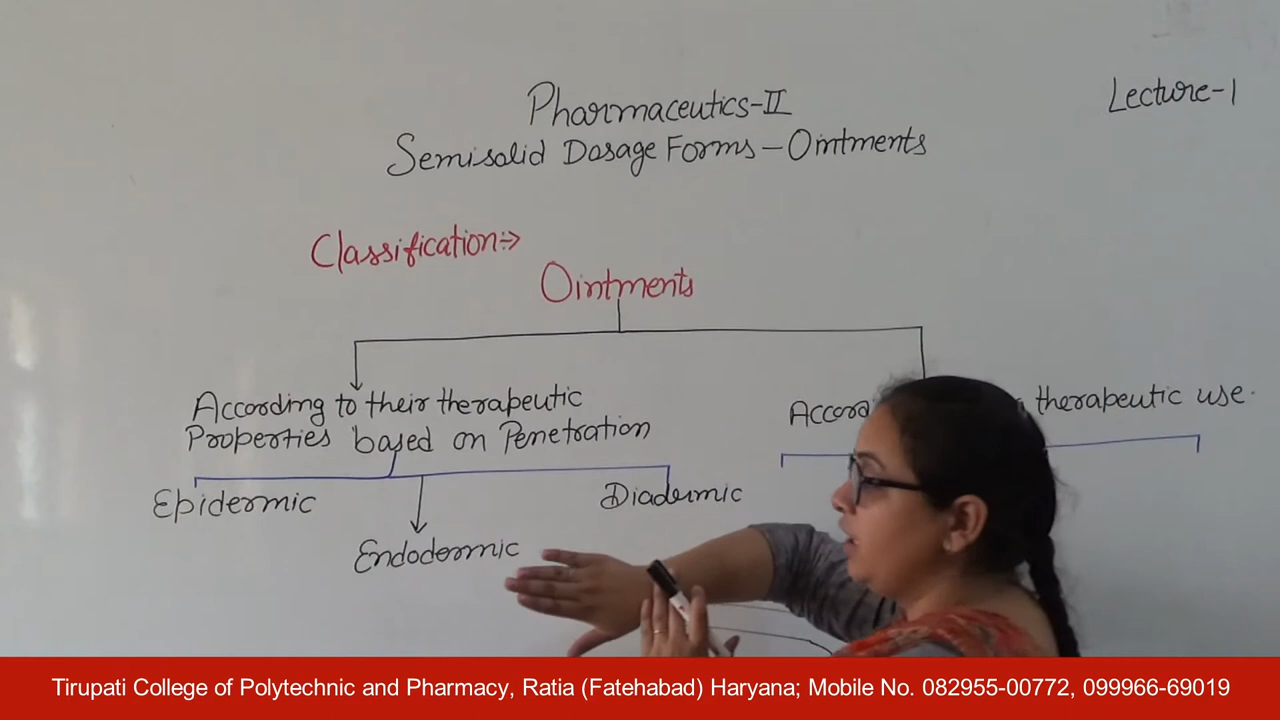 Pharmaceutics-II
Lecture-1
Semisolid Dosage Forms - Ointments
Classification:->
Ointments
According to their therapeutic
Properties based on Penetration
therapeutic use.
Epidermic
Diadermic
Endodermic
Tirupati College of Polytechnic and Pharmacy, Ratia (Fatehabad) Haryana; Mobile No. 082955-00772, 099966-69019